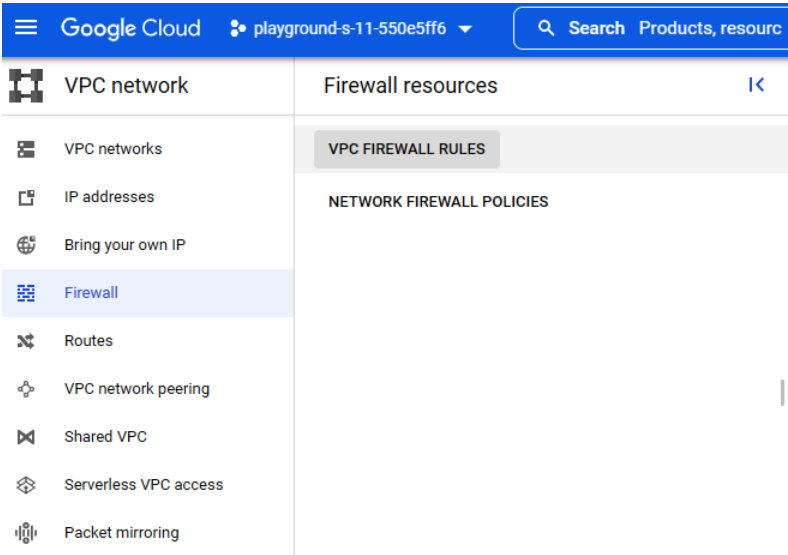 Google Cloud playground-s-11-550e5ff6 Search Products, resourc
VPC network
Firewall resources
VPC networks
IP addresses
Bring your own IP
Firewall
Routes
VPC network peering
Shared VPC
Serverless VPC access
Packet mirroring
VPC FIREWALL RULES
NETWORK FIREWALL POLICIES